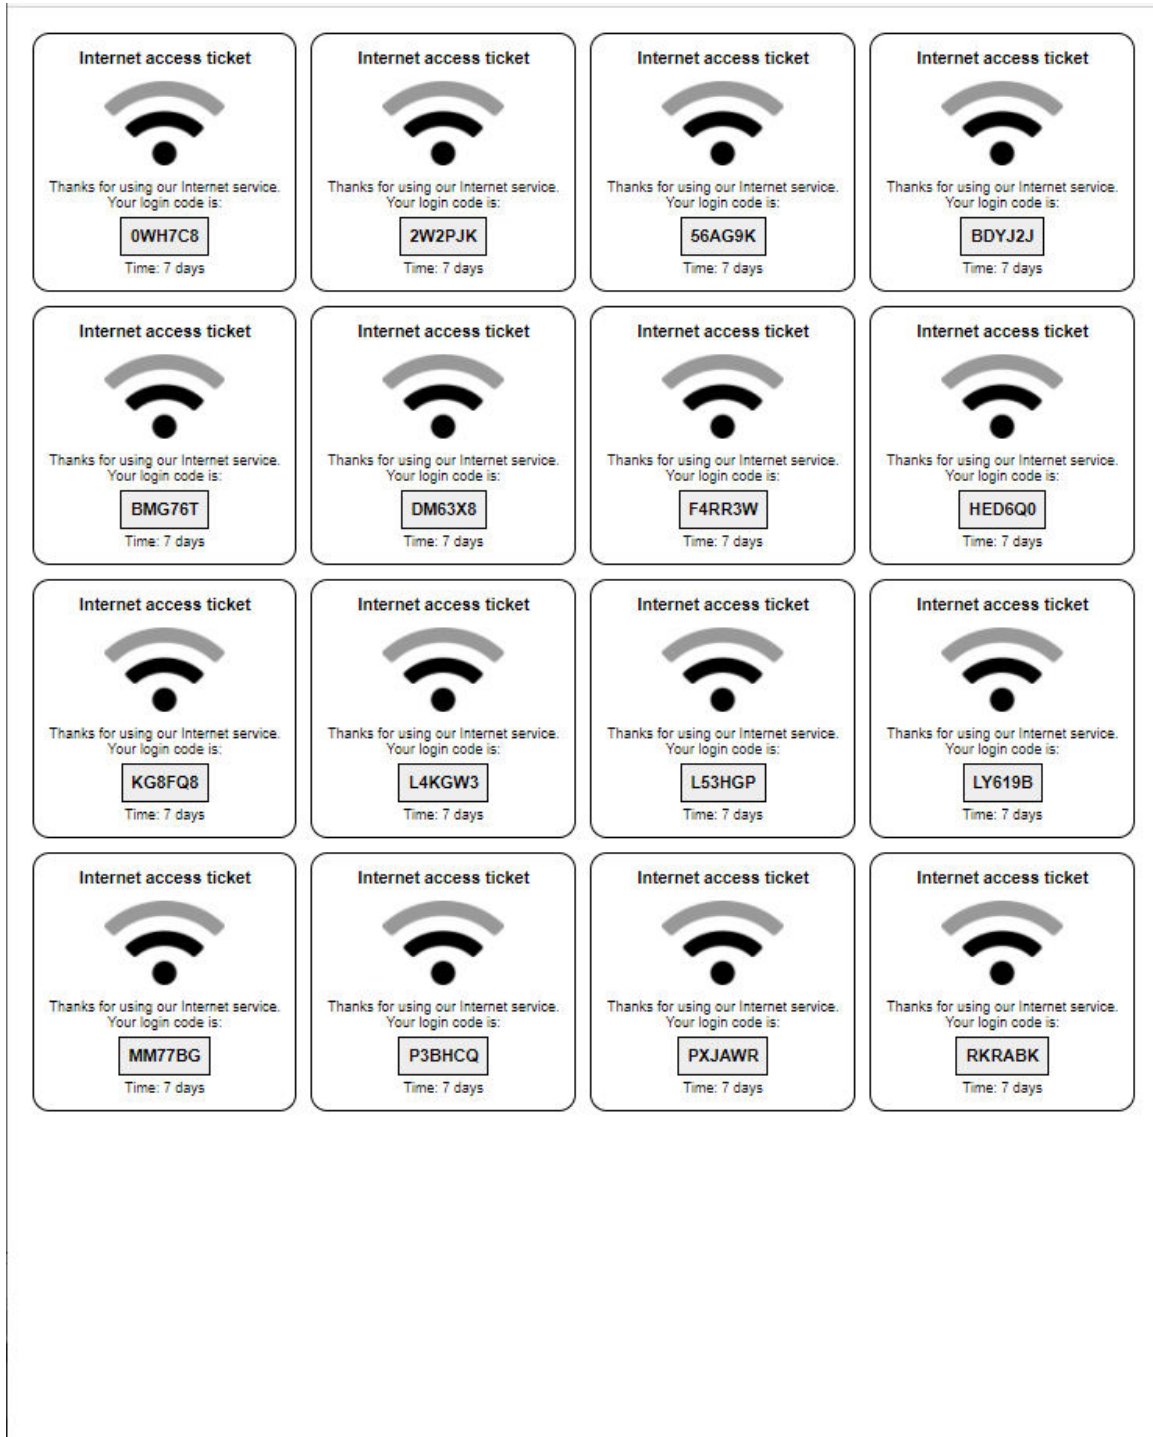 Internet access ticket
Thanks for using our Internet service.
Your login code is:
0WH7C8
Time: 7 days
Internet access ticket
Thanks for using our Internet service.
Your login code is:
2W2PJK
Time: 7 days
Internet access ticket
Thanks for using our Internet service.
Your login code is:
56AG9K
Time: 7 days
Internet access ticket
Thanks for using our Internet service.
Your login code is:
BDYJ2J
Time: 7 days
Internet access ticket
Thanks for using our Internet service.
Your login code is:
BMG76T
Time: 7 days
Internet access ticket
Thanks for using our Internet service.
Your login code is:
DM63X8
Time: 7 days
Internet access ticket
Thanks for using our Internet service.
Your login code is:
F4RR3W
Time: 7 days
Internet access ticket
Thanks for using our Internet service.
Your login code is:
HED6Q0
Time: 7 days
Internet access ticket
Thanks for using our Internet service.
Your login code is:
KG8FQ8
Time: 7 days
Internet access ticket
Thanks for using our Internet service.
Your login code is:
L4KGW3
Time: 7 days
Internet access ticket
Thanks for using our Internet service.
Your login code is:
L53HGP
Time: 7 days
Internet access ticket
Thanks for using our Internet service.
Your login code is:
LY619B
Time: 7 days
Internet access ticket
Thanks for using our Internet service.
Your login code is:
MM77BG
Time: 7 days
Internet access ticket
Thanks for using our Internet service.
Your login code is:
P3BHCQ
Time: 7 days
Internet access ticket
Thanks for using our Internet service.
Your login code is:
PXJAWR
Time: 7 days
Internet access ticket
Thanks for using our Internet service.
Your login code is:
RKRABK
Time: 7 days